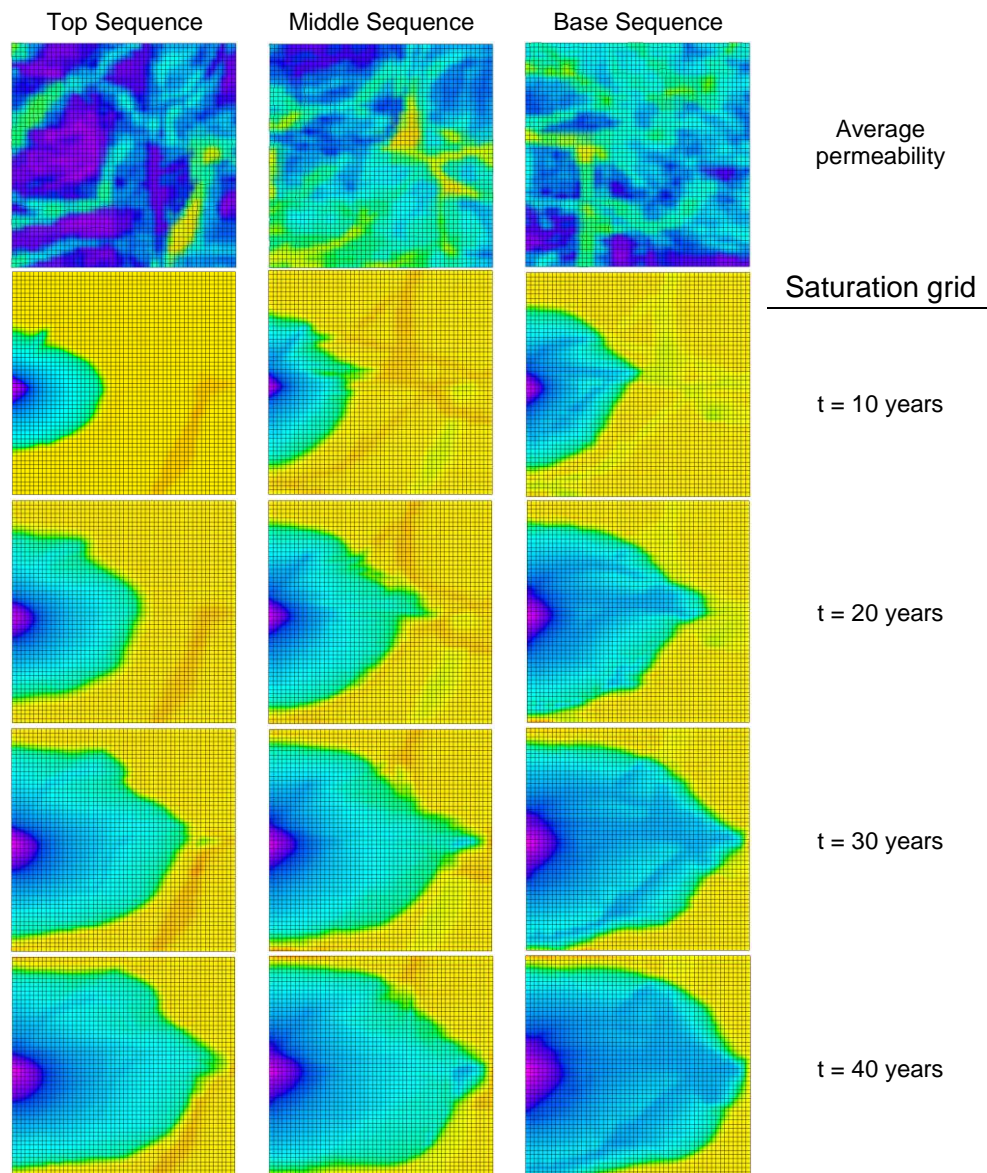 Top Sequence
Middle Sequence
Base Sequence
Average
permeability
Saturation grid
t = 10 years
t = 20 years
t = 30 years
t = 40 years